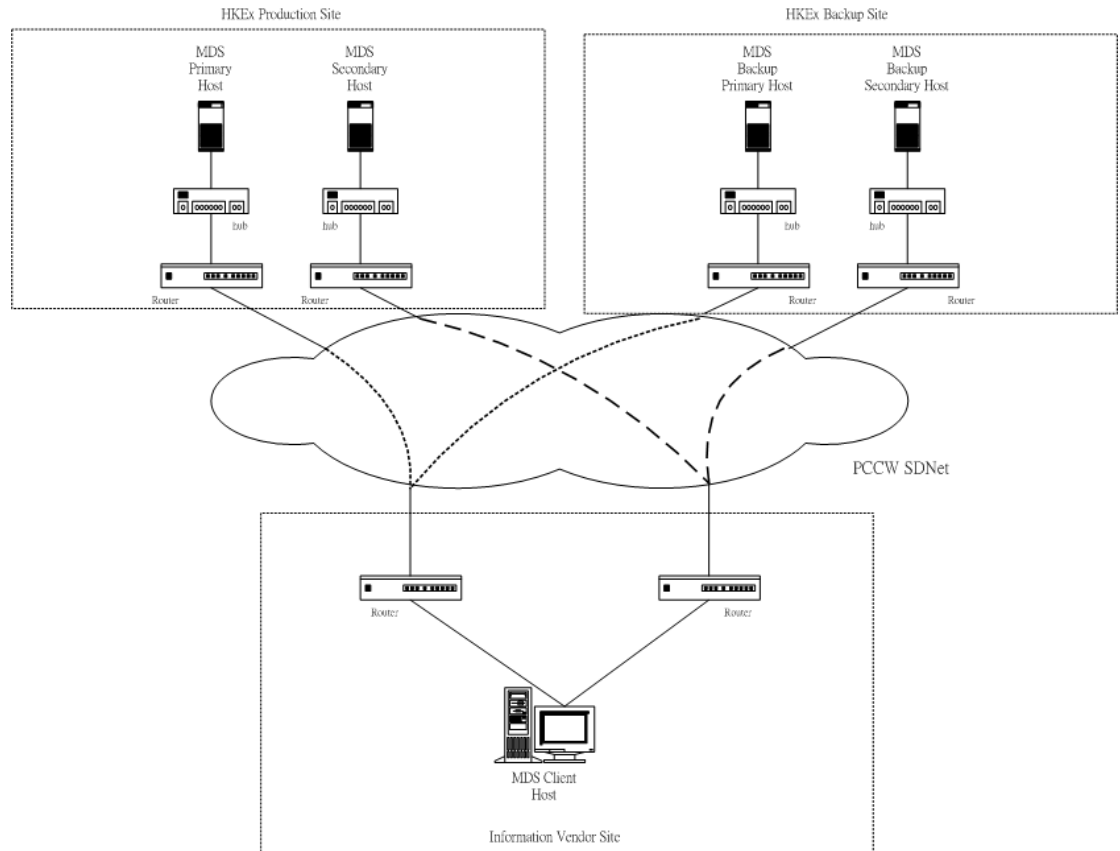 HKEx Production Site
HKEx Backup Site
MDS
Primary
Host
MDS
Secondary
Host
MDS
Backup
Primary Host
MDS
Backup
Secondary Host
hub
hub
hub
hub
Router
Router
Router
Router
PCCW SDNet
Router
Router
MDS Client
Host
Information Vendor Site